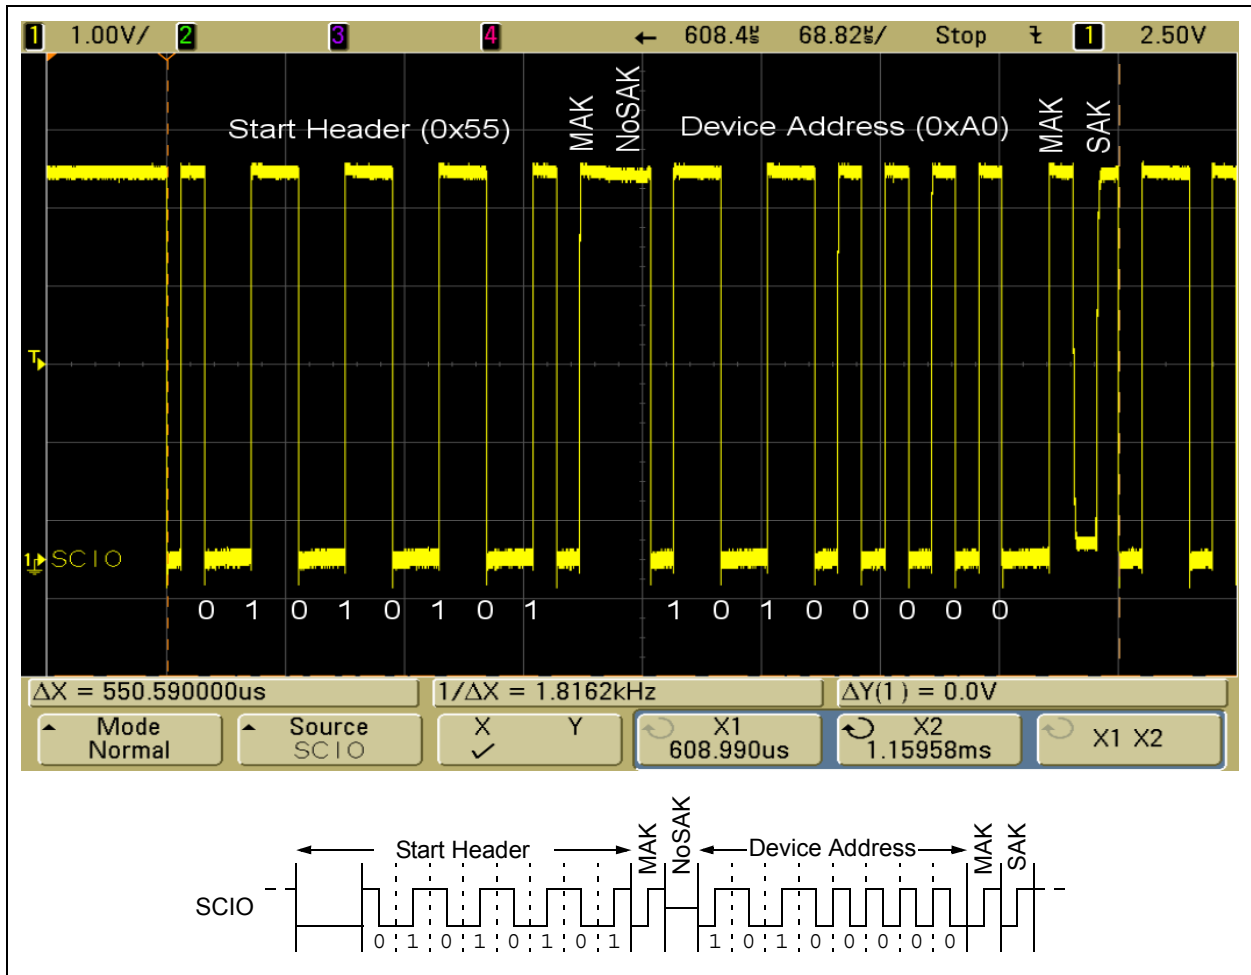 1 1.00V/ 2 3 4 ← 608.4µs 68.82µs/ Stop 1 2.50V
Start Header (0x55) MAK NoSAK Device Address (0xA0) MAK SAK
T
1 SCIO
0 1 0 1 0 1 0 1 1 0 1 0 0 0 0 0
ΔX = 550.590000us 1/ΔX = 1.8162kHz ΔY(1) = 0.0V
Mode Source X Y X1 X2 X1 X2
Normal SCIO ✓ 608.990us 1.15958ms
Start Header MAK NoSAK Device Address MAK SAK
SCIO
0 1 0 1 0 1 0 1 1 0 1 0 0 0 0 0